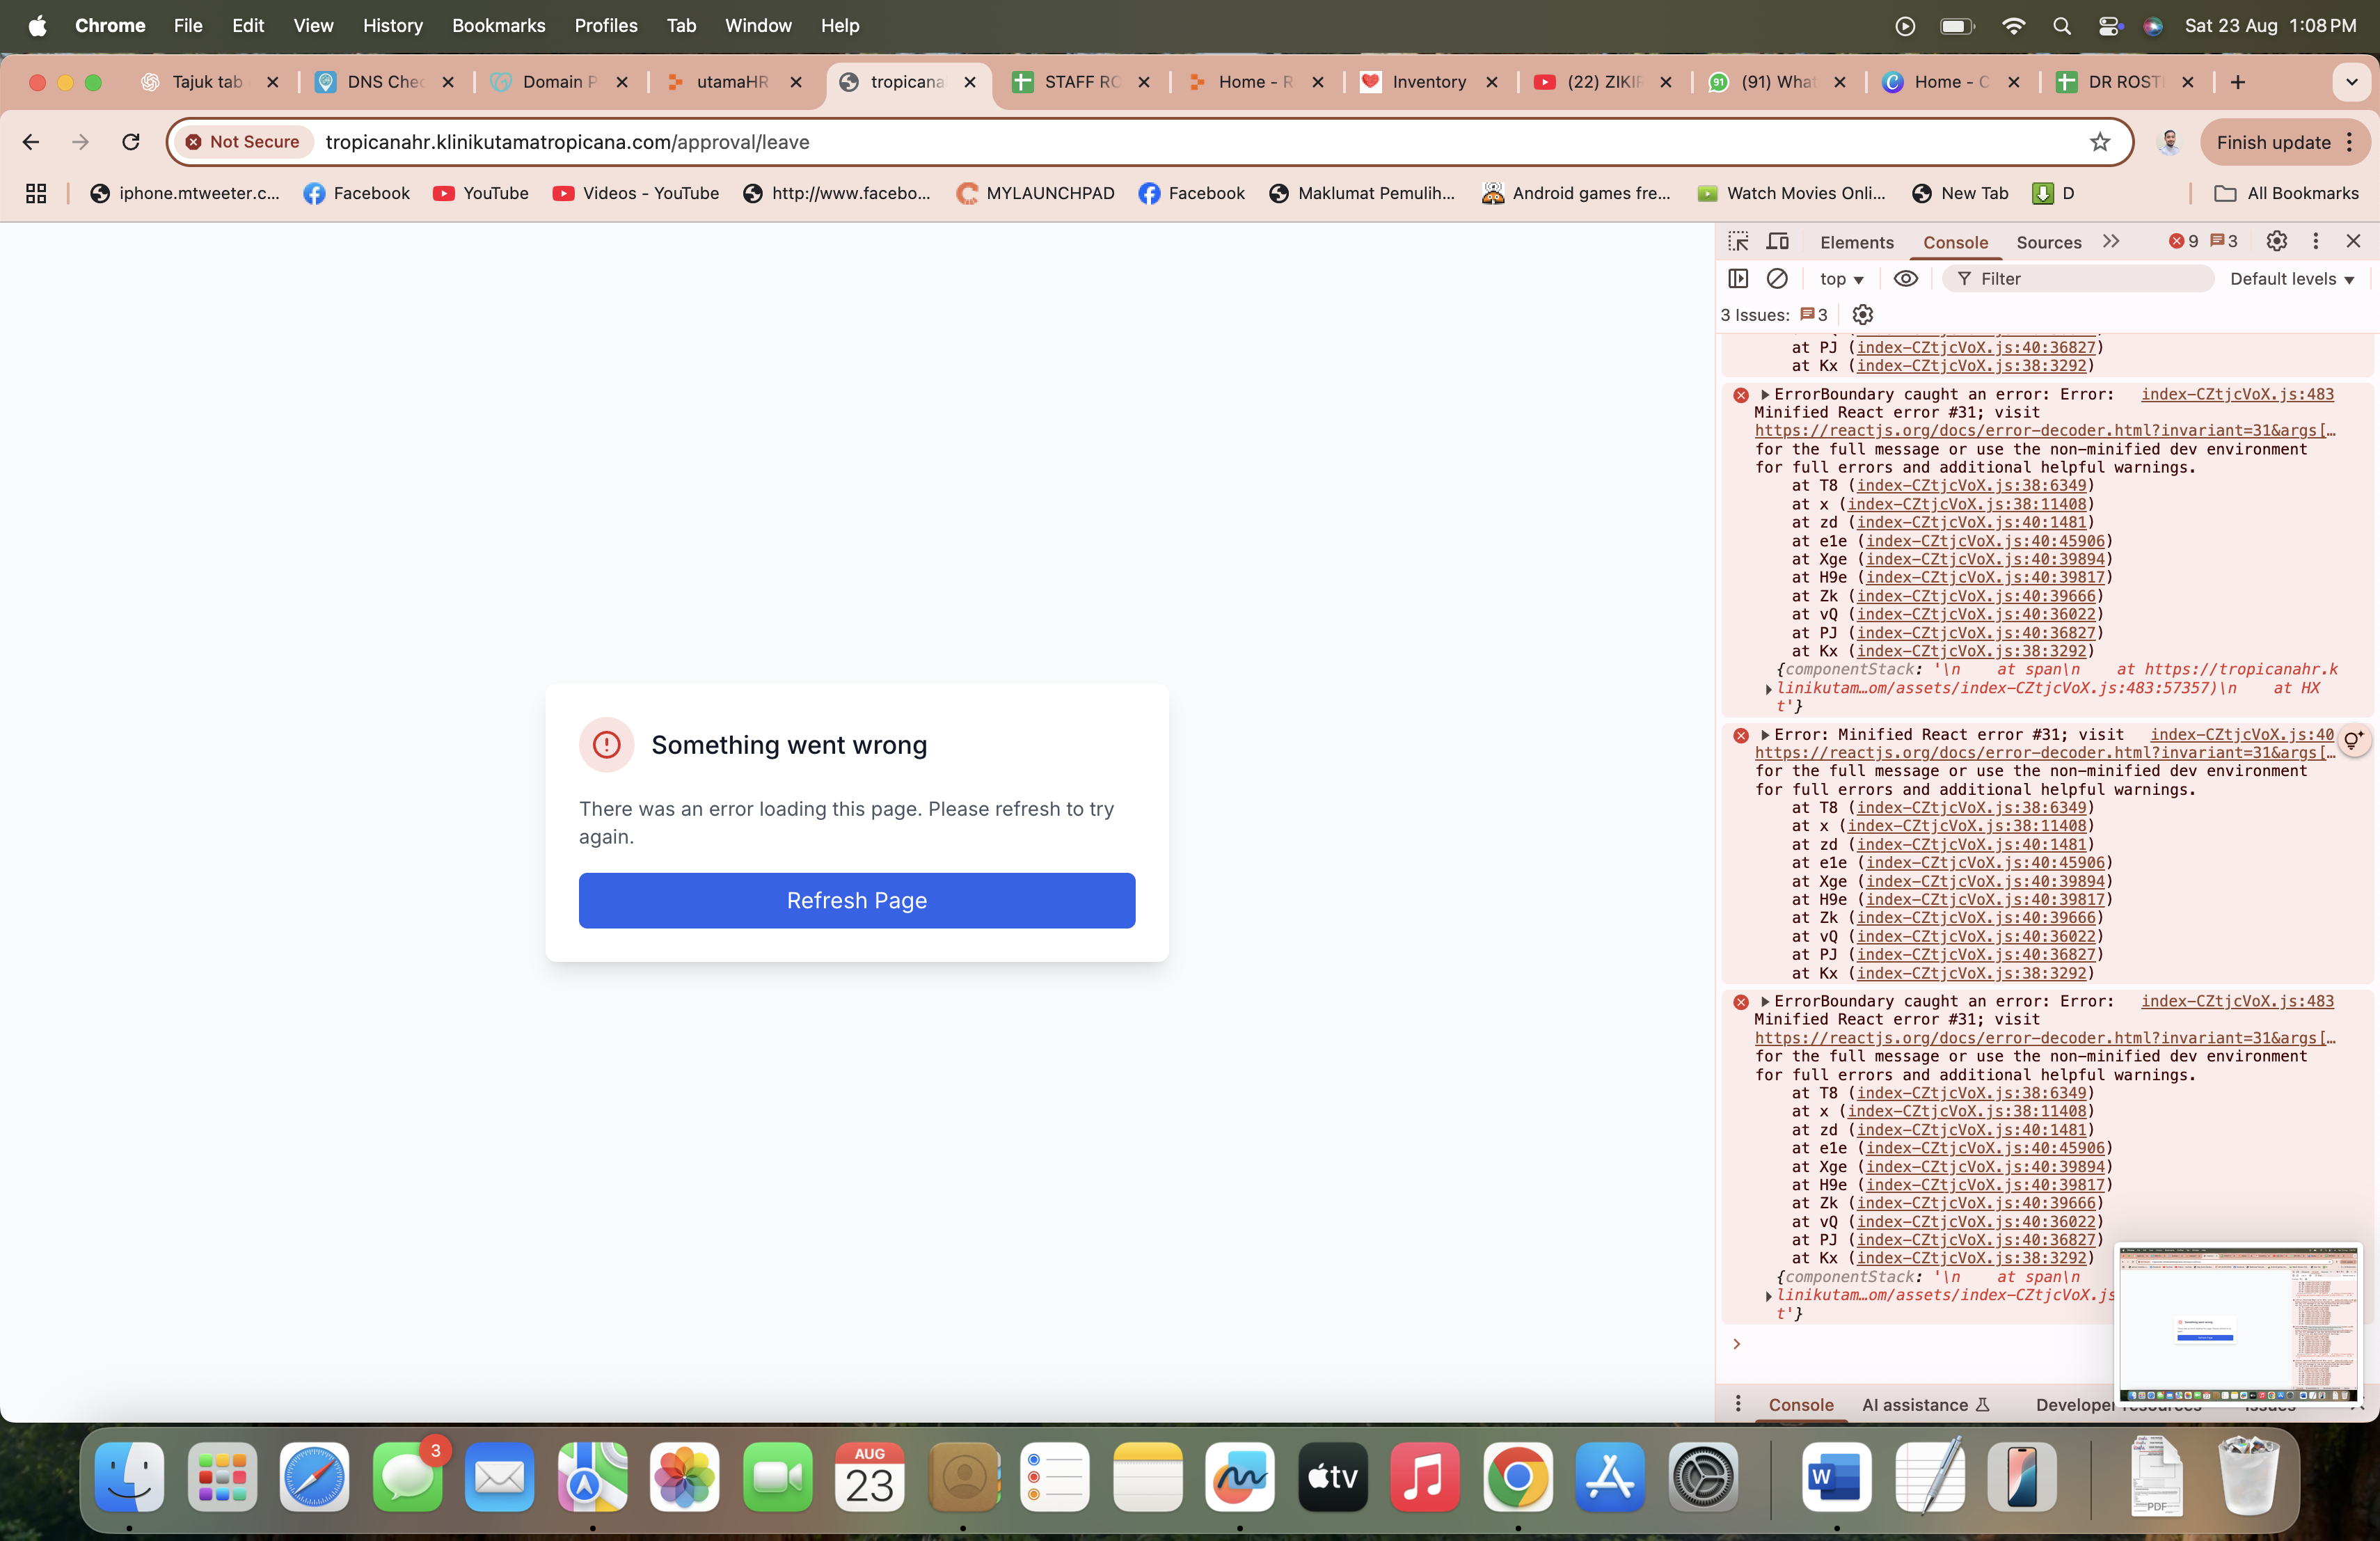 Chrome File Edit View History Bookmarks Profiles Tab Window Help Sat 23 Aug 1:08 PM
Tajuk tab DNS Chec Domain P utamaHR tropicana STAFF RO Home - R Inventory (22) ZIKIR (91) What Home - C DR ROST
Not Secure tropicanahr.klinikutamatropicana.com/approval/leave Finish update
iphone.mtweeter.c... Facebook YouTube Videos - YouTube http://www.facebo... MYLAUNCHPAD Facebook Maklumat Pemulih... Android games fre... Watch Movies Onli... New Tab D All Bookmarks
Elements Console Sources 9 3
top Filter Default levels
3 Issues: 3
at PJ (index-CZtjcVoX.js:40:36827)
at Kx (index-CZtjcVoX.js:38:3292)
ErrorBoundary caught an error: Error: index-CZtjcVoX.js:483
Minified React error #31; visit
https://reactjs.org/docs/error-decoder.html?invariant=31&args[…
for the full message or use the non-minified dev environment
for full errors and additional helpful warnings.
at T8 (index-CZtjcVoX.js:38:6349)
at x (index-CZtjcVoX.js:38:11408)
at zd (index-CZtjcVoX.js:40:1481)
at e1e (index-CZtjcVoX.js:40:45906)
at Xge (index-CZtjcVoX.js:40:39894)
at H9e (index-CZtjcVoX.js:40:39817)
at Zk (index-CZtjcVoX.js:40:39666)
at vQ (index-CZtjcVoX.js:40:36022)
at PJ (index-CZtjcVoX.js:40:36827)
at Kx (index-CZtjcVoX.js:38:3292)
{componentStack: '\n at span\n at https://tropicanahr.k
linikutam…om/assets/index-CZtjcVoX.js:483:57357)\n at HX
t'}
Error: Minified React error #31; visit index-CZtjcVoX.js:40
https://reactjs.org/docs/error-decoder.html?invariant=31&args[…
for the full message or use the non-minified dev environment
for full errors and additional helpful warnings.
at T8 (index-CZtjcVoX.js:38:6349)
at x (index-CZtjcVoX.js:38:11408)
at zd (index-CZtjcVoX.js:40:1481)
at e1e (index-CZtjcVoX.js:40:45906)
at Xge (index-CZtjcVoX.js:40:39894)
at H9e (index-CZtjcVoX.js:40:39817)
at Zk (index-CZtjcVoX.js:40:39666)
at vQ (index-CZtjcVoX.js:40:36022)
at PJ (index-CZtjcVoX.js:40:36827)
at Kx (index-CZtjcVoX.js:38:3292)
ErrorBoundary caught an error: Error: index-CZtjcVoX.js:483
Minified React error #31; visit
https://reactjs.org/docs/error-decoder.html?invariant=31&args[…
for the full message or use the non-minified dev environment
for full errors and additional helpful warnings.
at T8 (index-CZtjcVoX.js:38:6349)
at x (index-CZtjcVoX.js:38:11408)
at zd (index-CZtjcVoX.js:40:1481)
at e1e (index-CZtjcVoX.js:40:45906)
at Xge (index-CZtjcVoX.js:40:39894)
at H9e (index-CZtjcVoX.js:40:39817)
at Zk (index-CZtjcVoX.js:40:39666)
at vQ (index-CZtjcVoX.js:40:36022)
at PJ (index-CZtjcVoX.js:40:36827)
at Kx (index-CZtjcVoX.js:38:3292)
{componentStack: '\n at span\n
linikutam…om/assets/index-CZtjcVoX.js
t'}
Console AI assistance Developer resources Issues
Something went wrong
There was an error loading this page. Please refresh to try
again.
Refresh Page
3
AUG
23
tv
W
PDF